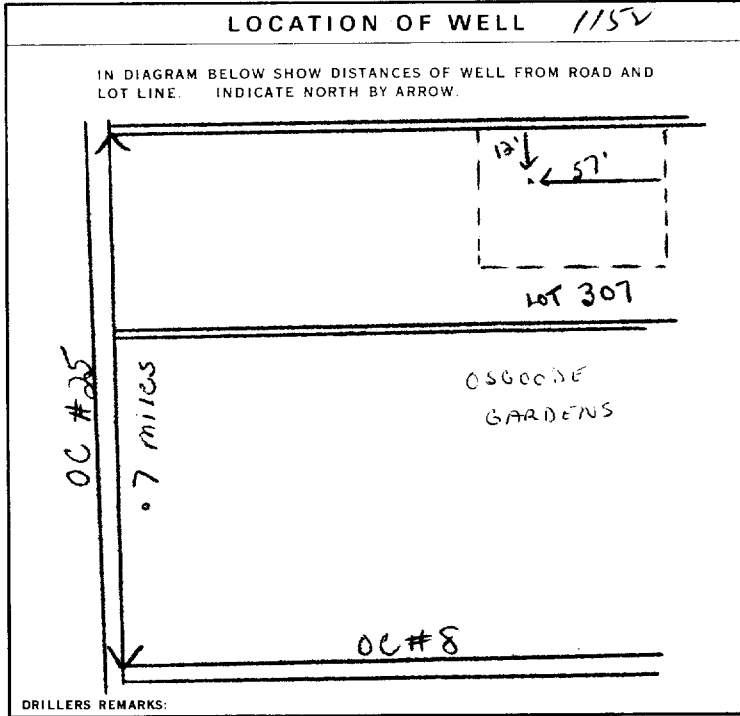 LOCATION OF WELL 1152
IN DIAGRAM BELOW SHOW DISTANCES OF WELL FROM ROAD AND
LOT LINE. INDICATE NORTH BY ARROW.
12'
57'
LOT 307
OC #25
.7 miles
OSGOODE
GARDENS
OC #8
DRILLERS REMARKS: